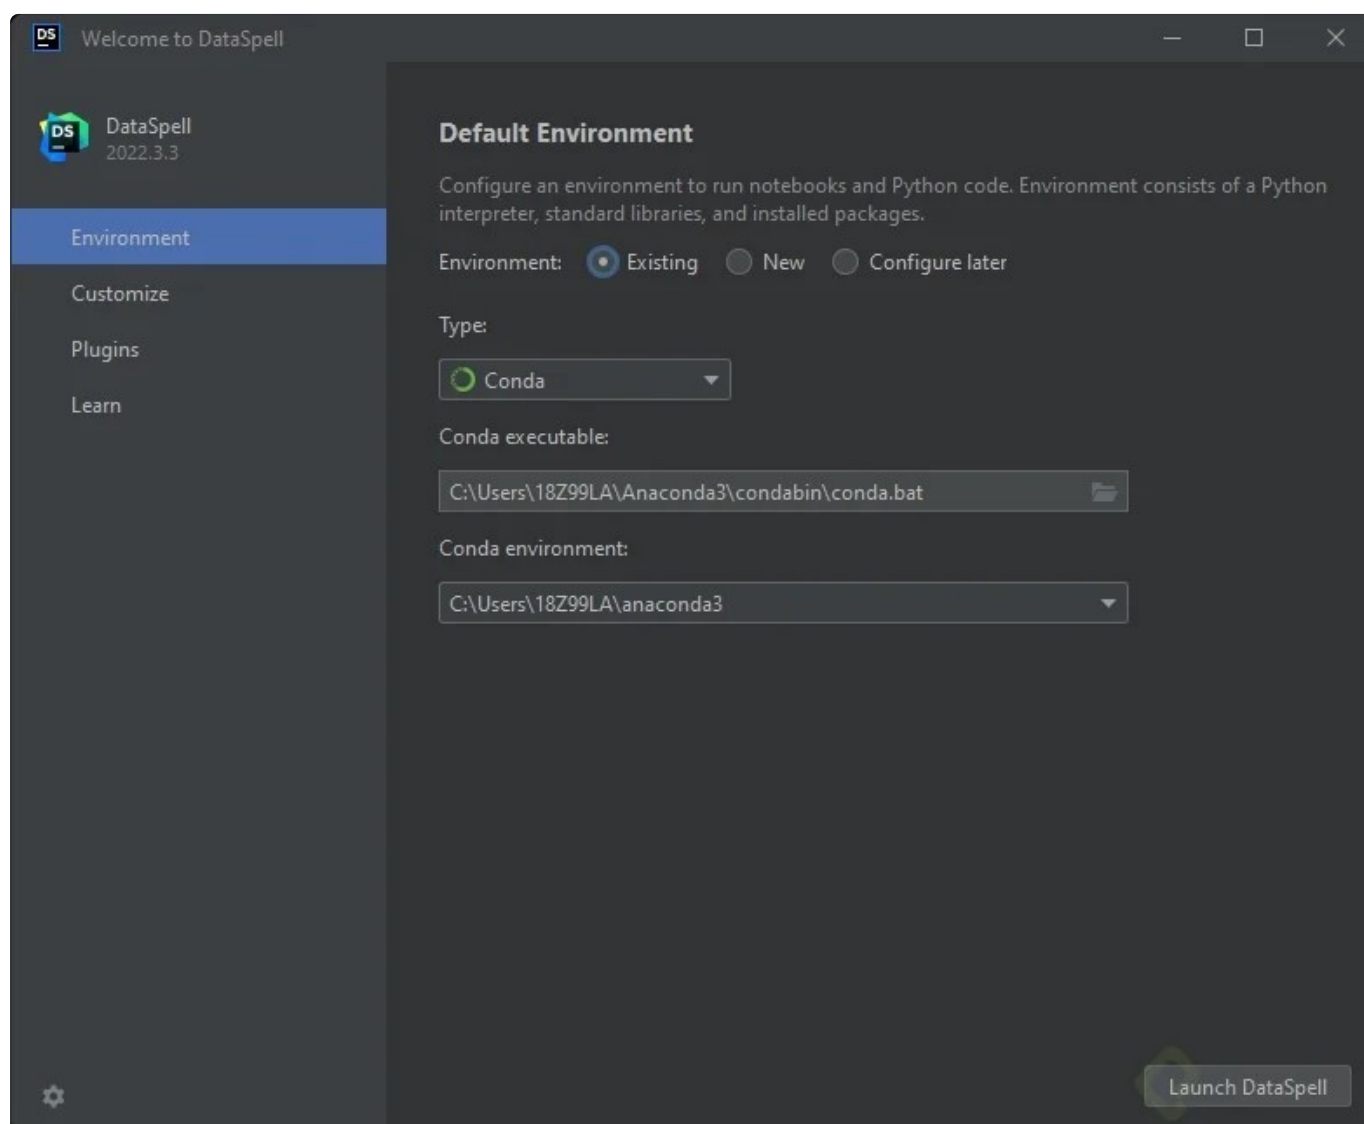 DS Welcome to DataSpell
DS DataSpell
2022.3.3
Environment
Customize
Plugins
Learn
Default Environment
Configure an environment to run notebooks and Python code. Environment consists of a Python
interpreter, standard libraries, and installed packages.
Environment: Existing New Configure later
Type:
Conda
Conda executable:
C:\Users\18Z99LA\Anaconda3\condabin\conda.bat
Conda environment:
C:\Users\18Z99LA\anaconda3
Launch DataSpell